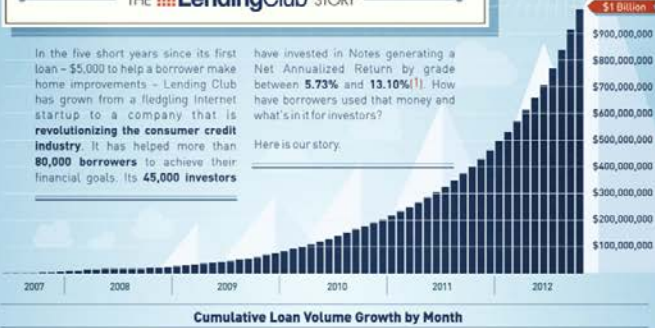 THE LendingClub STORY
In the five short years since its first
loan – $5,000 to help a borrower make
home improvements – Lending Club
has grown from a fledgling Internet
startup to a company that is
revolutionizing the consumer credit
industry. It has helped more than
80,000 borrowers to achieve their
financial goals. Its 45,000 investors
have invested in Notes generating a
Net Annualized Return by grade
between 5.73% and 13.10%(1). How
have borrowers used that money and
what's in it for investors?
Here is our story.
$1 Billion
$900,000,000
$800,000,000
$700,000,000
$600,000,000
$500,000,000
$400,000,000
$300,000,000
$200,000,000
$100,000,000
2007 2008 2009 2010 2011 2012
Cumulative Loan Volume Growth by Month